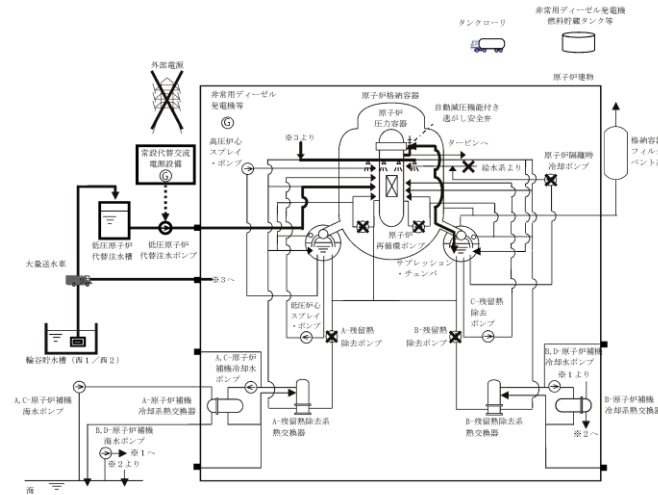 タンクローリ
非常用ディーゼル発電機
燃料貯蔵タンク等
外部電源
原子炉建物
非常用ディーゼル
発電機等
G
原子炉格納容器
原子炉
圧力容器
自動減圧機能付き
逃がし安全弁
高圧炉心
スプレイ
・ポンプ
※3より
タービンへ
給水系より
原子炉隔離時
冷却ポンプ
格納容器
フィル
ベント
常設代替交流
電源設備
G
低圧原子炉
代替注水槽
低圧原子炉
代替注水ポンプ
原子炉
再循環ポンプ
サプレッション
・チェンバ
大量送水車
※3へ
輪谷貯水槽（西1／西2）
低圧炉心
スプレイ
・ポンプ
A-残留熱
除去ポンプ
B-残留熱
除去ポンプ
C-残留熱
除去
ポンプ
A,C-原子炉補機
海水ポンプ
A-原子炉補機
冷却系熱交換器
A,C-原子炉
補機冷却水
ポンプ
A-残留熱除去系
熱交換器
B-残留熱除去系
熱交換器
B,D-原子炉補機
冷却水ポンプ
※1より
※2へ
B-原子炉補機
冷却系熱交換器
B,D-原子炉補機
海水ポンプ
※1へ
※2より
海